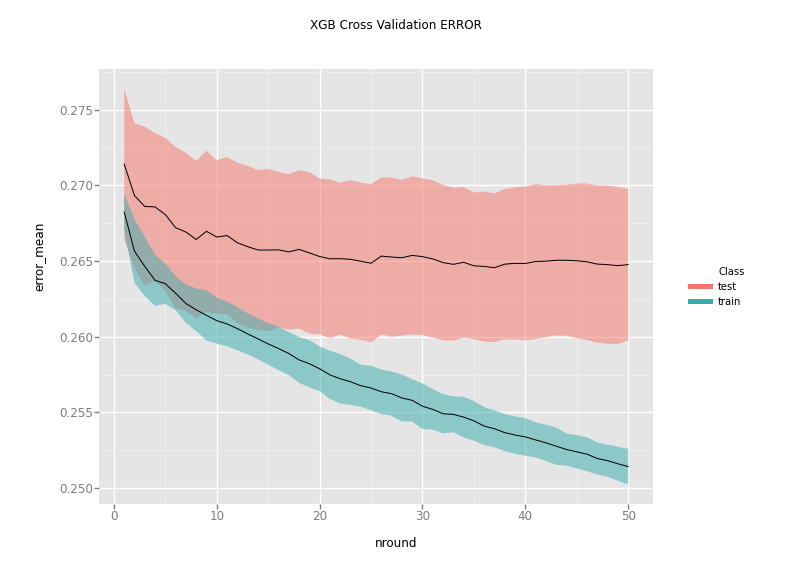 XGB Cross Validation ERROR
0.275
0.270
0.265
0.260
0.255
0.250
error_mean
0 10 20 30 40 50
nround
Class
test
train